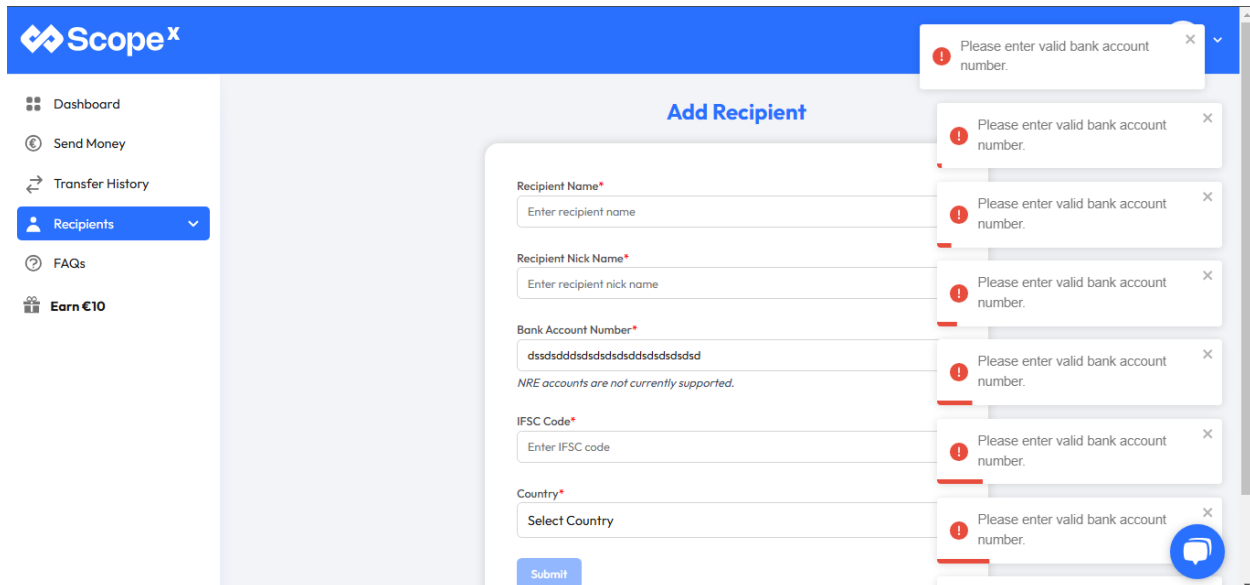 Scope x
Dashboard
Send Money
Transfer History
Recipients
FAQs
Earn €10
Add Recipient
Recipient Name*
Enter recipient name
Recipient Nick Name*
Enter recipient nick name
Bank Account Number*
dssdsdddsdsdsdsdsddsdsdsdsdsd
NRE accounts are not currently supported.
IFSC Code*
Enter IFSC code
Country*
Select Country
Submit
Please enter valid bank account
number.
Please enter valid bank account
number.
Please enter valid bank account
number.
Please enter valid bank account
number.
Please enter valid bank account
number.
Please enter valid bank account
number.
Please enter valid bank account
number.